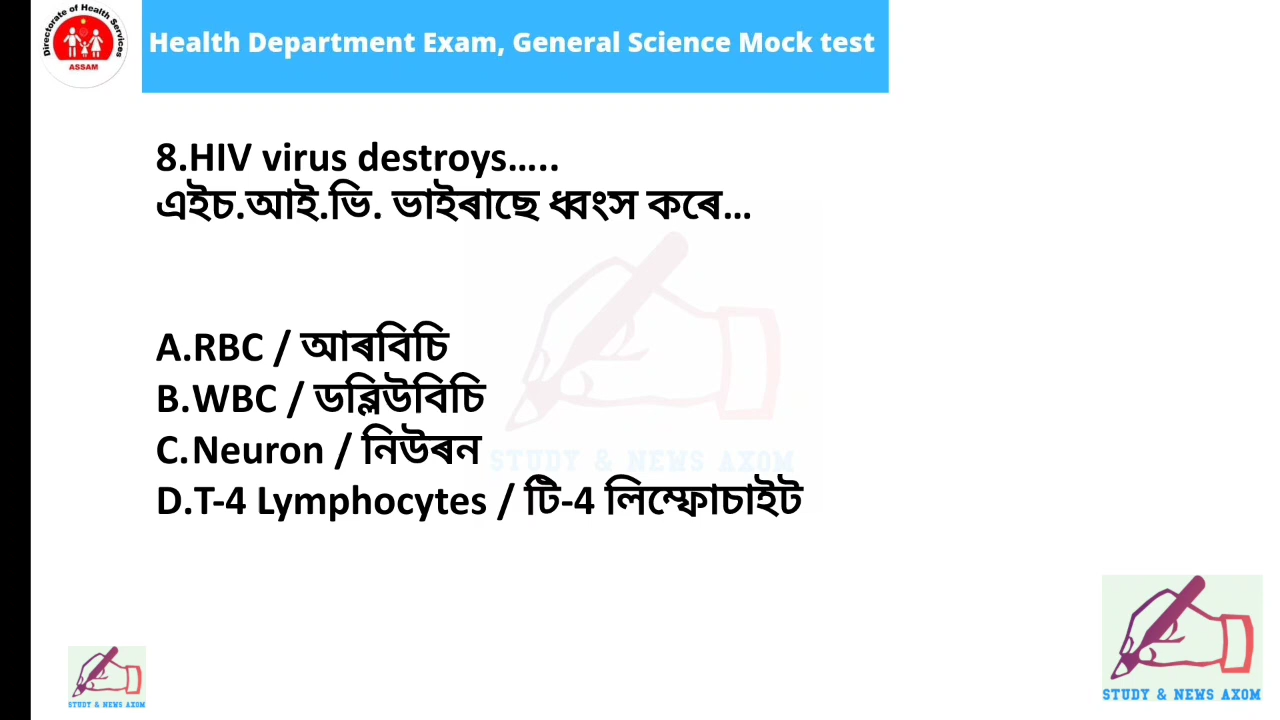 Directorate of Health Services
ASSAM
Health Department Exam, General Science Mock test
8.HIV virus destroys.....
এইচ.আই.ভি. ভাইৰাছে ধ্বংস কৰে...
A.RBC / আৰবিচি
B.WBC / ডব্লিউবিচি
C.Neuron / নিউৰন
STUDY & NEWS AXOM
D.T-4 Lymphocytes / টি-4 লিম্ফোচাইট
STUDY & NEWS AXOM
STUDY & NEWS AXOM